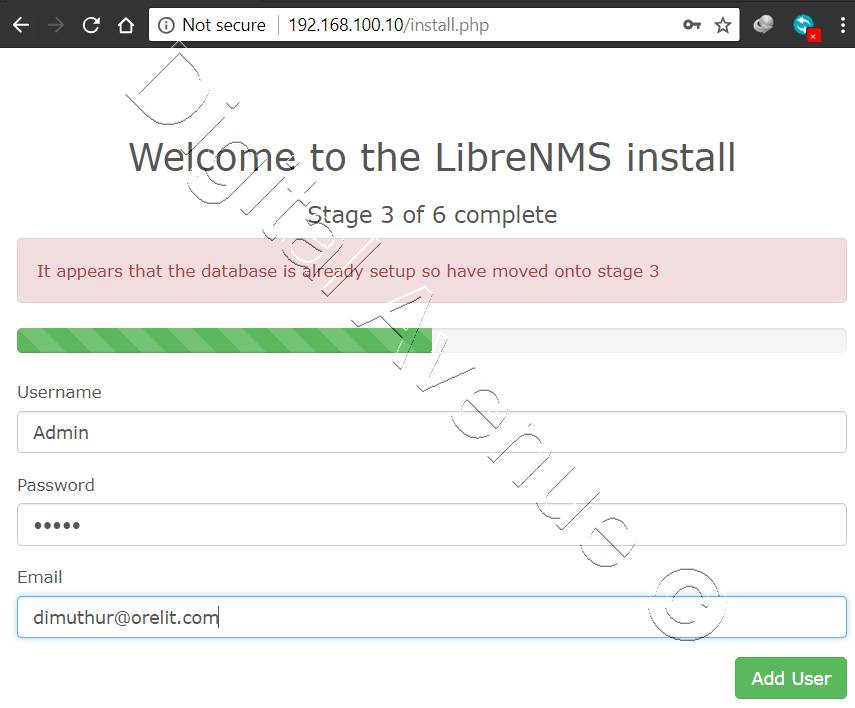 Not secure 192.168.100.10/install.php
Welcome to the LibreNMS install
Stage 3 of 6 complete
It appears that the database is already setup so have moved onto stage 3
Username
Admin
Password
•••••
Email
dimuthur@orelit.com
Add User
Digital Avenue ©